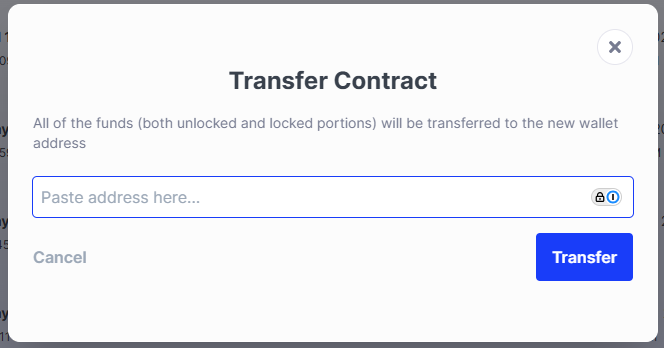 Transfer Contract
All of the funds (both unlocked and locked portions) will be transferred to the new wallet
address
Paste address here...
Cancel
Transfer